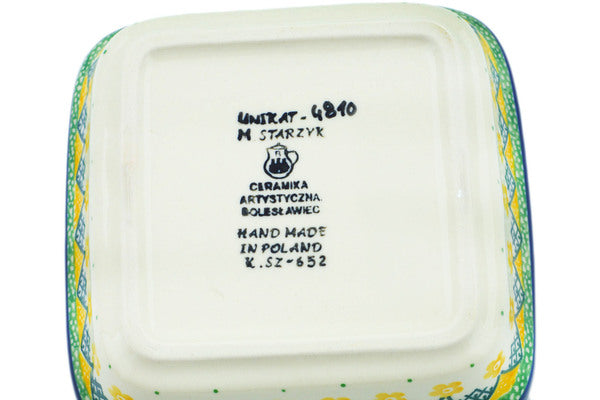 UNIKAT - 4810
M STARZYK
CERAMIKA
ARTYSTYCZNA
BOLESŁAWIEC
HAND MADE
IN POLAND
K.SZ-652